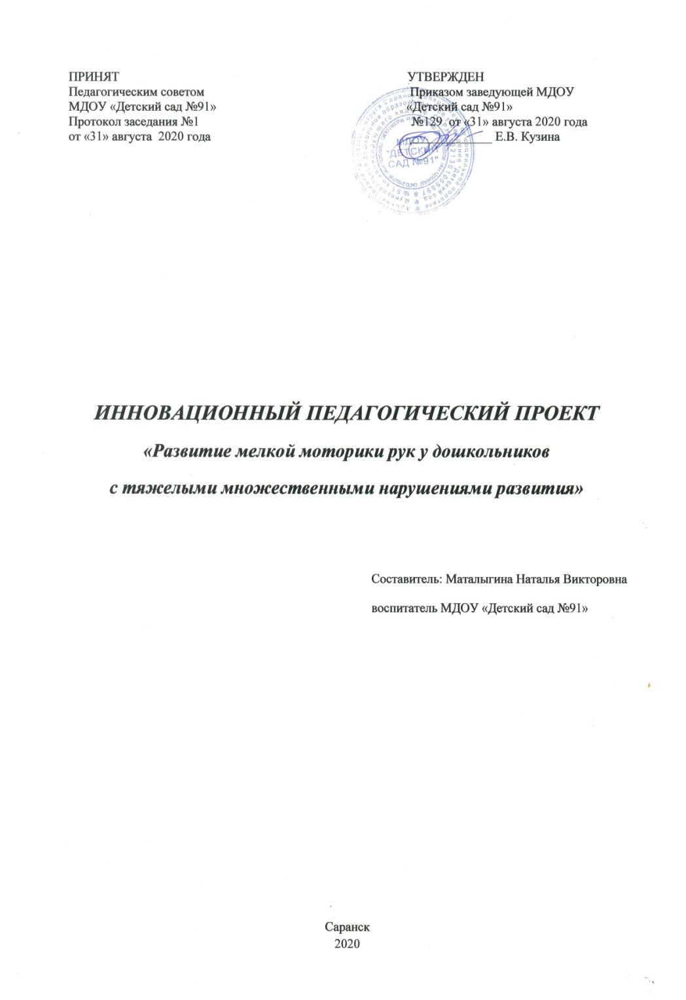 ПРИНЯТ
Педагогическим советом
МДОУ «Детский сад №91»
Протокол заседания №1
от «31» августа 2020 года
УТВЕРЖДЕН
Приказом заведующей МДОУ
«Детский сад №91»
№129 от «31» августа 2020 года
______________ Е.В. Кузина
МДОУ
"ДЕТСКИЙ
САД №91"
ИННОВАЦИОННЫЙ ПЕДАГОГИЧЕСКИЙ ПРОЕКТ
«Развитие мелкой моторики рук у дошкольников
с тяжелыми множественными нарушениями развития»
Составитель: Маталыгина Наталья Викторовна
воспитатель МДОУ «Детский сад №91»
Саранск
2020